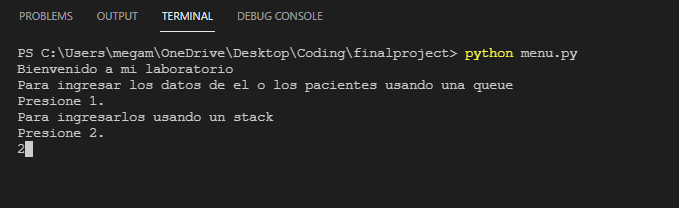 PROBLEMS OUTPUT TERMINAL DEBUG CONSOLE
PS C:\Users\megam\OneDrive\Desktop\Coding\finalproject> python menu.py
Bienvenido a mi laboratorio
Para ingresar los datos de el o los pacientes usando una queue
Presione 1.
Para ingresarlos usando un stack
Presione 2.
2